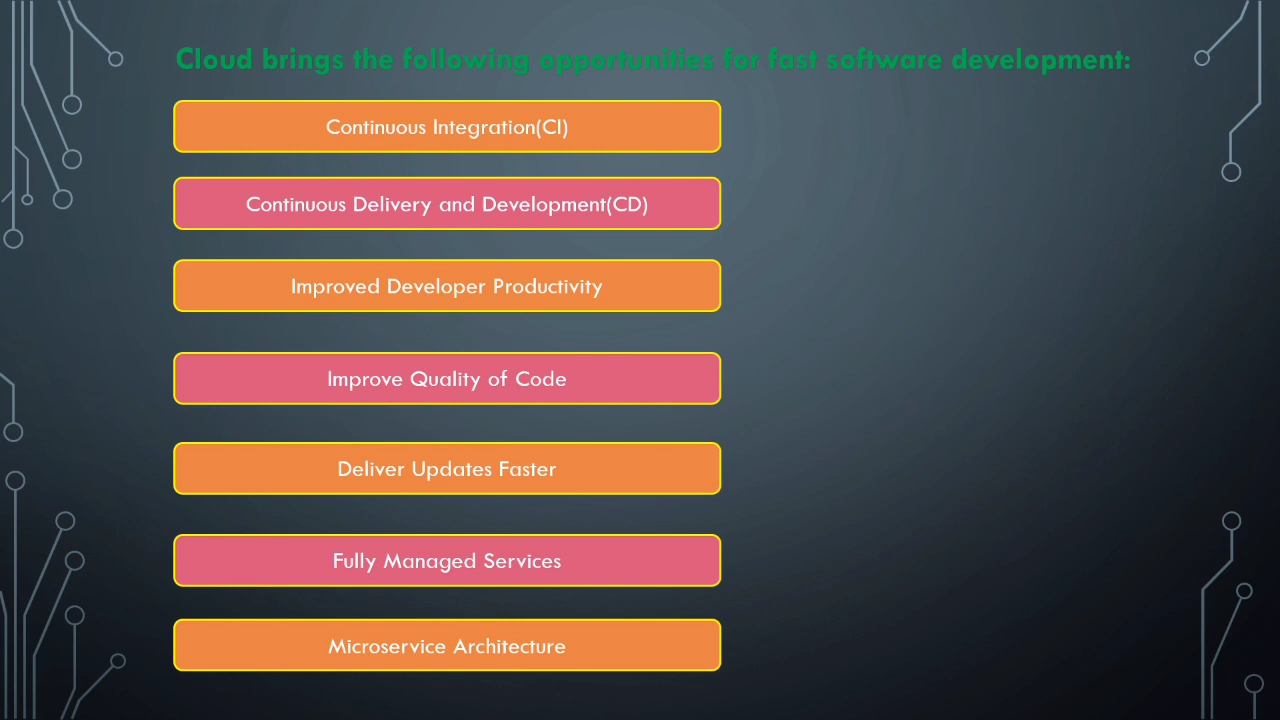 Cloud brings the following opportunities for fast software development:
Continuous Integration(CI)
Continuous Delivery and Development(CD)
Improved Developer Productivity
Improve Quality of Code
Deliver Updates Faster
Fully Managed Services
Microservice Architecture